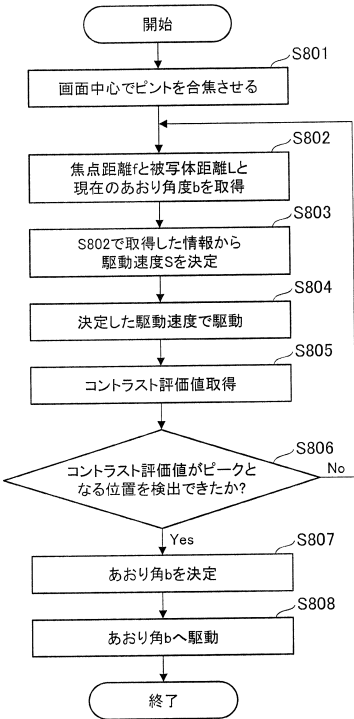 開始
S801
画面中心でピントを合焦させる
S802
焦点距離fと被写体距離Lと
現在のあおり角度bを取得
S803
S802で取得した情報から
駆動速度Sを決定
S804
決定した駆動速度で駆動
S805
コントラスト評価値取得
S806
コントラスト評価値がピークと
なる位置を検出できたか?
No
Yes
S807
あおり角bを決定
S808
あおり角bへ駆動
終了